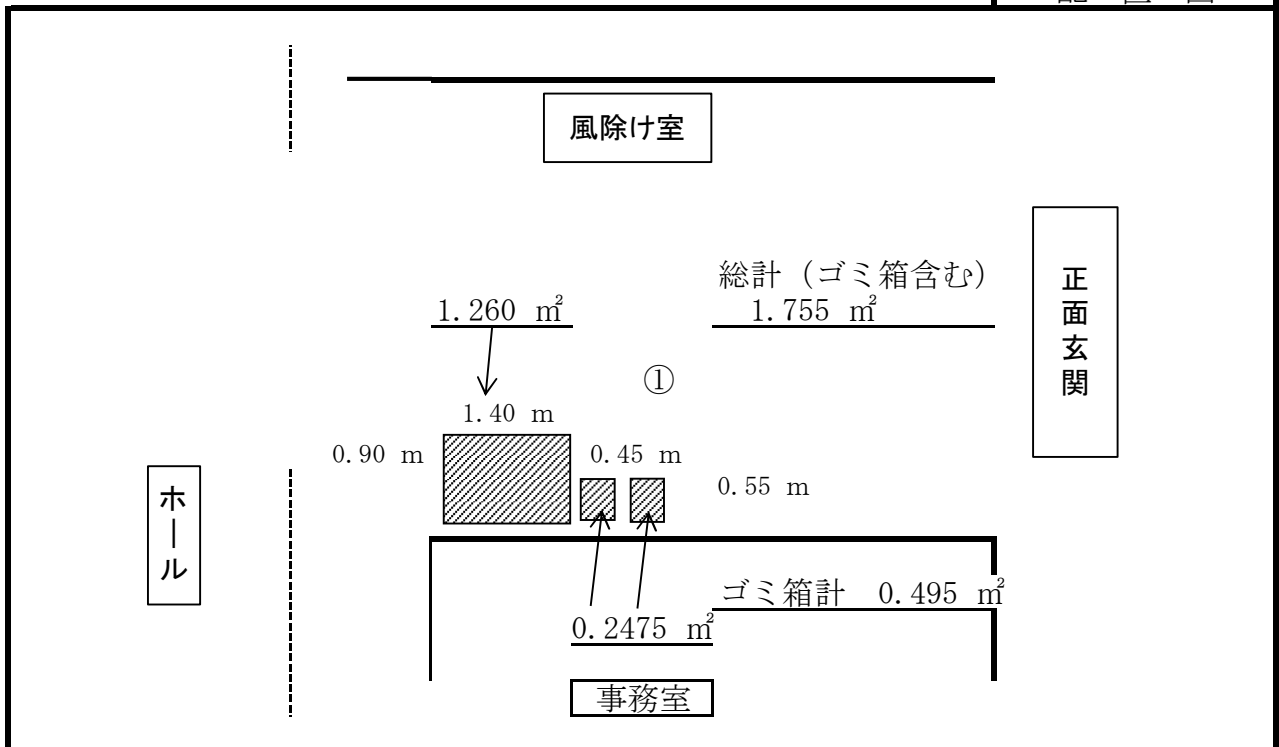 風除け室
総計（ゴミ箱含む）
1.260 ㎡
1.755 ㎡
正面玄関
①
1.40 m
0.90 m
0.45 m
0.55 m
ホール
ゴミ箱計 0.495 ㎡
0.2475 ㎡
事務室